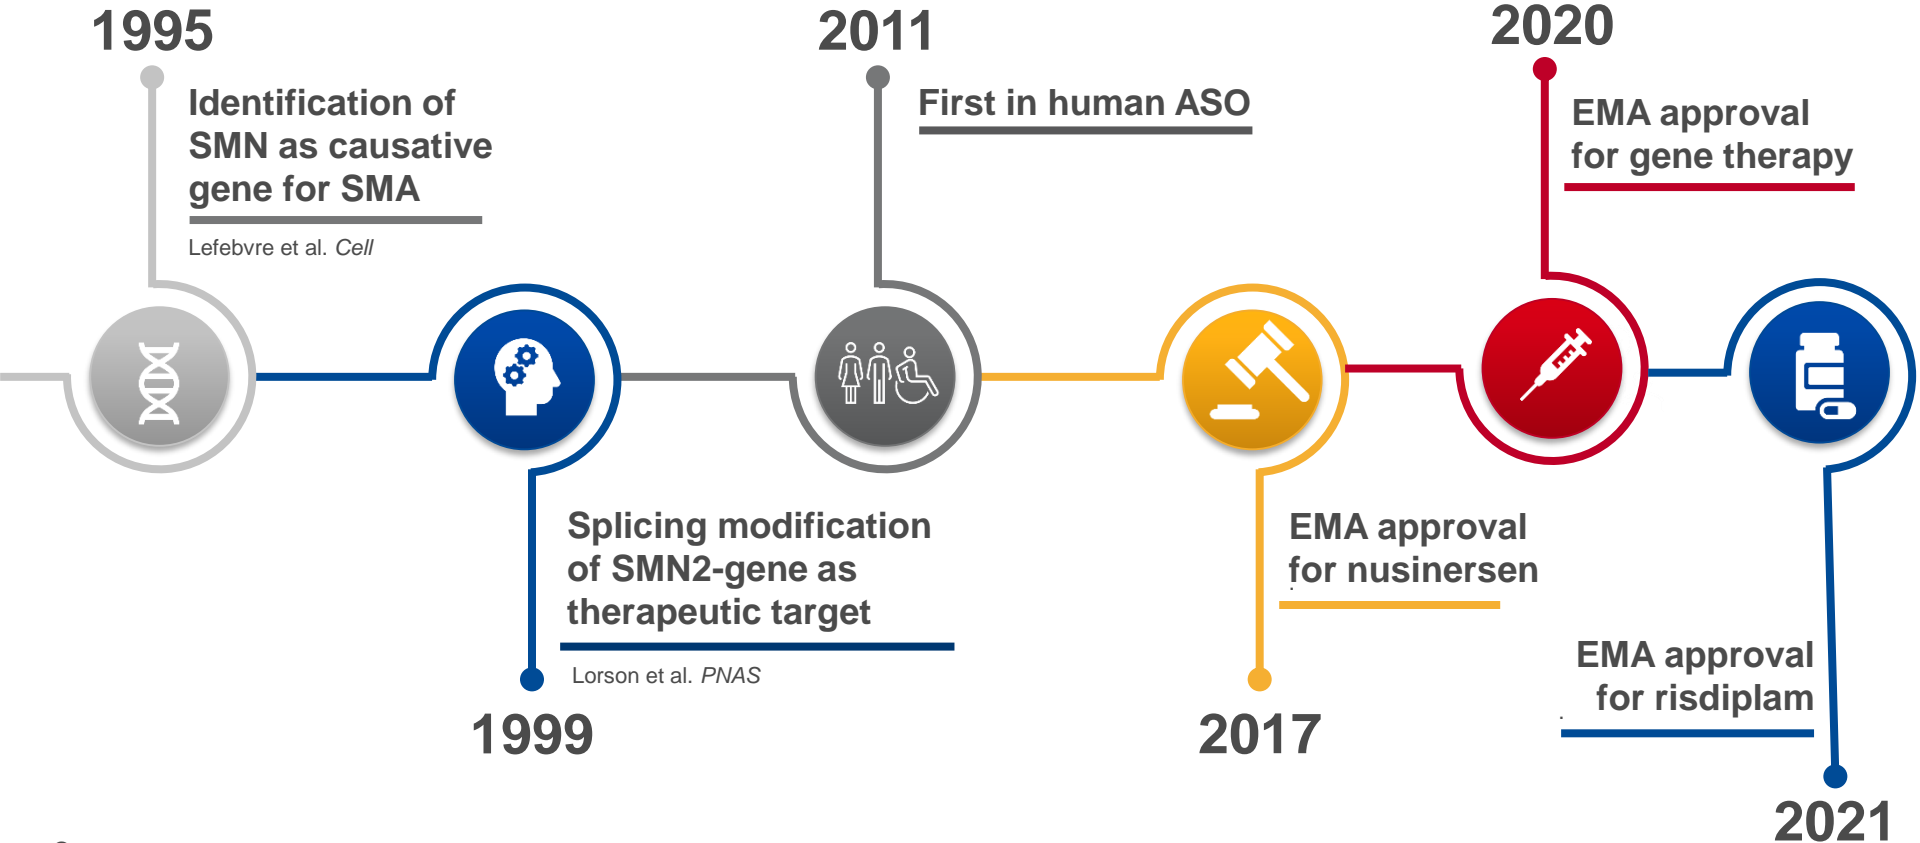 1995
Identification of
SMN as causative
gene for SMA
Lefebvre et al. Cell
1999
Splicing modification
of SMN2-gene as
therapeutic target
Lorson et al. PNAS
2011
First in human ASO
2017
EMA approval
for nusinersen
2020
EMA approval
for gene therapy
2021
EMA approval
for risdiplam